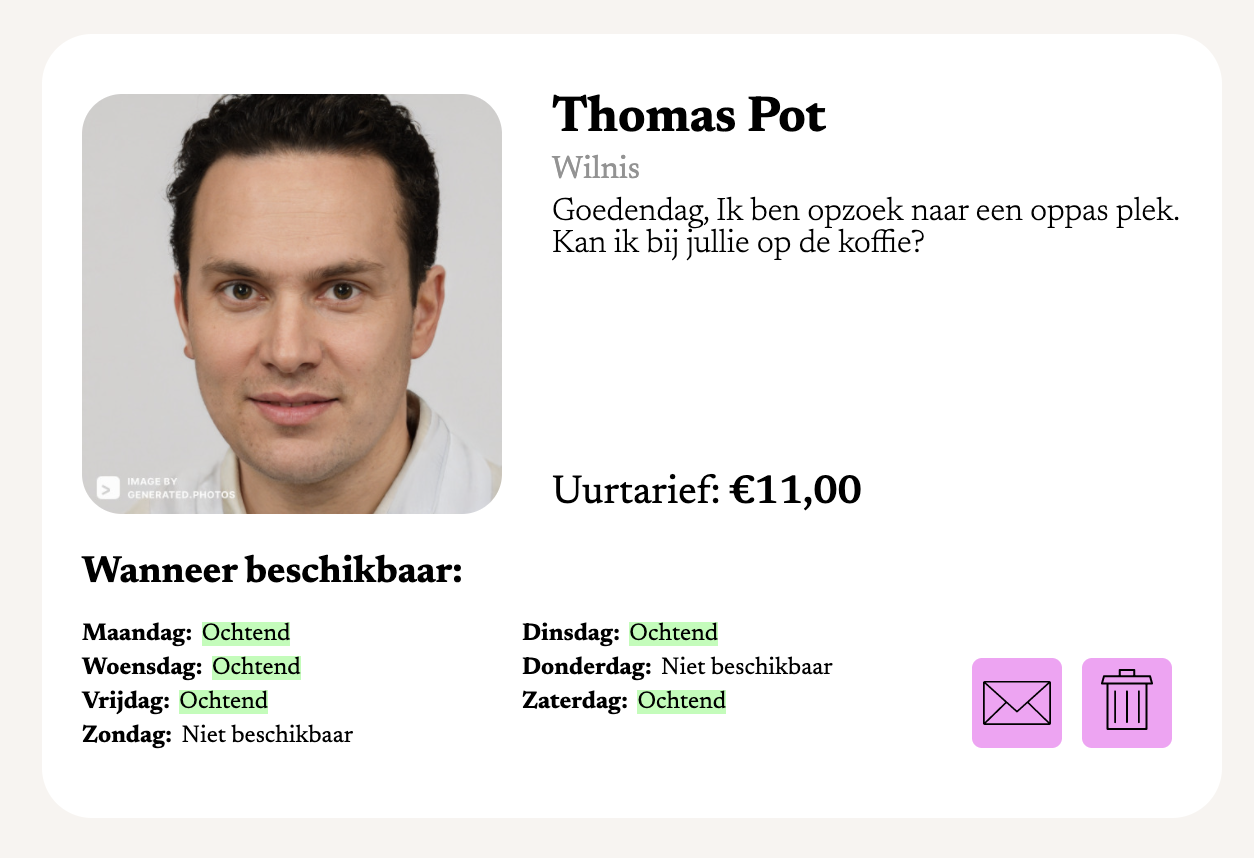 Thomas Pot
Wilnis
Goedendag, Ik ben opzoek naar een oppas plek.
Kan ik bij jullie op de koffie?
IMAGE BY
GENERATED.PHOTOS
Uurtarief: €11,00
Wanneer beschikbaar:
Maandag: Ochtend
Dinsdag: Ochtend
Woensdag: Ochtend
Donderdag: Niet beschikbaar
Vrijdag: Ochtend
Zaterdag: Ochtend
Zondag: Niet beschikbaar